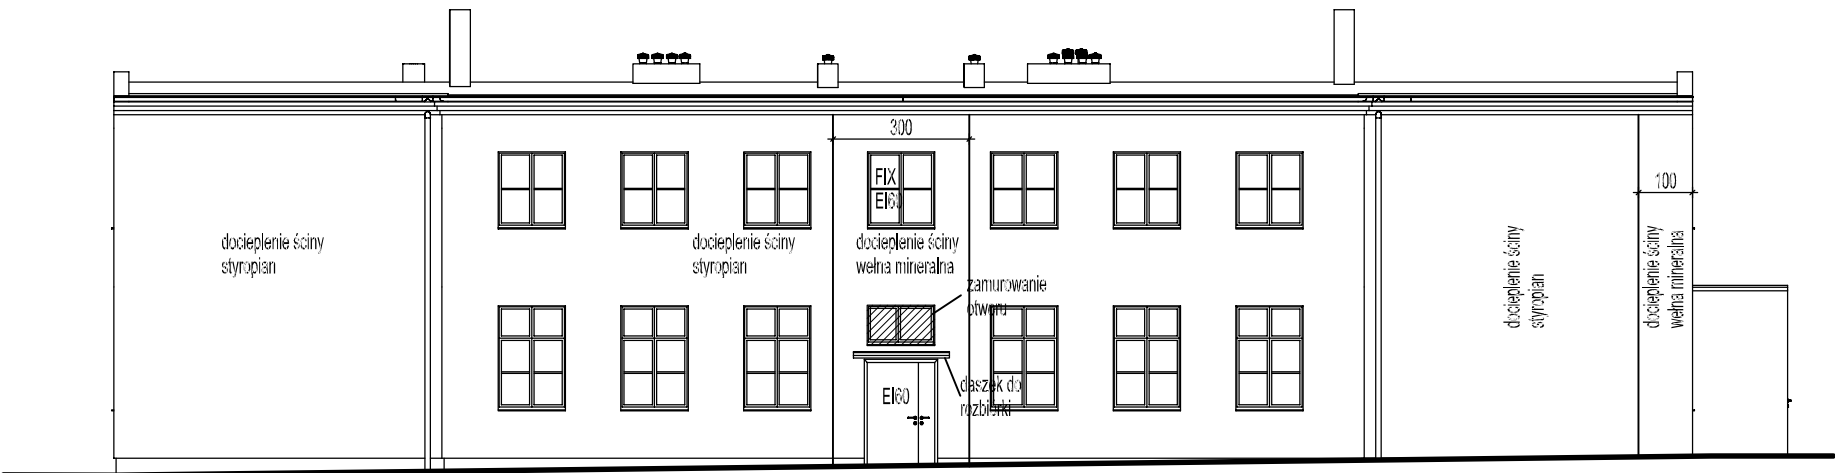 300
FIX
EI60
100
docieplenie ściny
styropian
docieplenie ściny
styropian
docieplenie ściny
wełna mineralna
docieplenie ściny
styropian
docieplenie ściny
wełna mineralna
zamurowanie
otworu
EI60
daszek do
rozbiórki